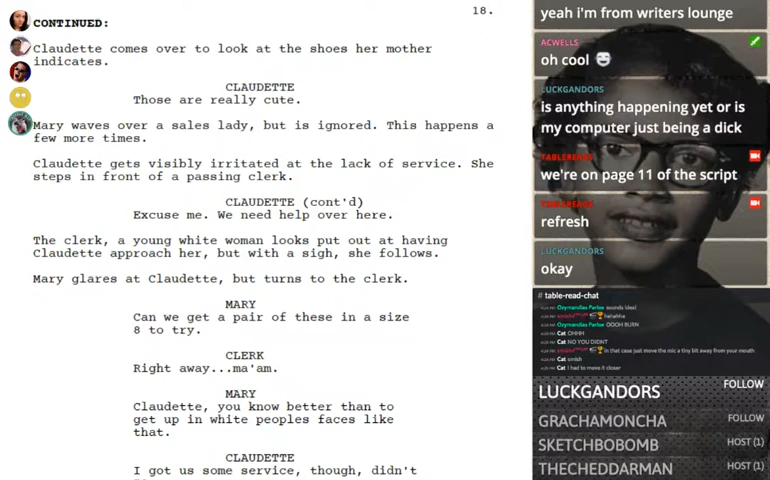 18.
CONTINUED:
Claudette comes over to look at the shoes her mother
indicates.
CLAUDETTE
Those are really cute.
Mary waves over a sales lady, but is ignored. This happens a
few more times.
Claudette gets visibly irritated at the lack of service. She
steps in front of a passing clerk.
CLAUDETTE (cont'd)
Excuse me. We need help over here.
The clerk, a young white woman looks put out at having
Claudette approach her, but with a sigh, she follows.
Mary glares at Claudette, but turns to the clerk.
MARY
Can we get a pair of these in a size
8 to try.
CLERK
Right away...ma'am.
MARY
Claudette, you know better than to
get up in white peoples faces like
that.
CLAUDETTE
I got us some service, though, didn't
yeah i'm from writers lounge
ACWELLS
oh cool
LUCKGANDORS
is anything happening yet or is
my computer just being a dick
TABLEREADS
we're on page 11 of the script
TABLEREADS
refresh
LUCKGANDORS
okay
# table-read-chat
Ozymandias Parlox sounds ideal
hahahha
Ozymandias Parlox OOOH BURN
Cat OHHH
Cat NO YOU DIDNT
in that case just move the mic a tiny bit away from your mouth
Cat omish
Cat I had to move it closer
LUCKGANDORS FOLLOW
GRACHAMONCHA FOLLOW
SKETCHBOBOMB HOST (1)
THECHEDDARMAN HOST (1)